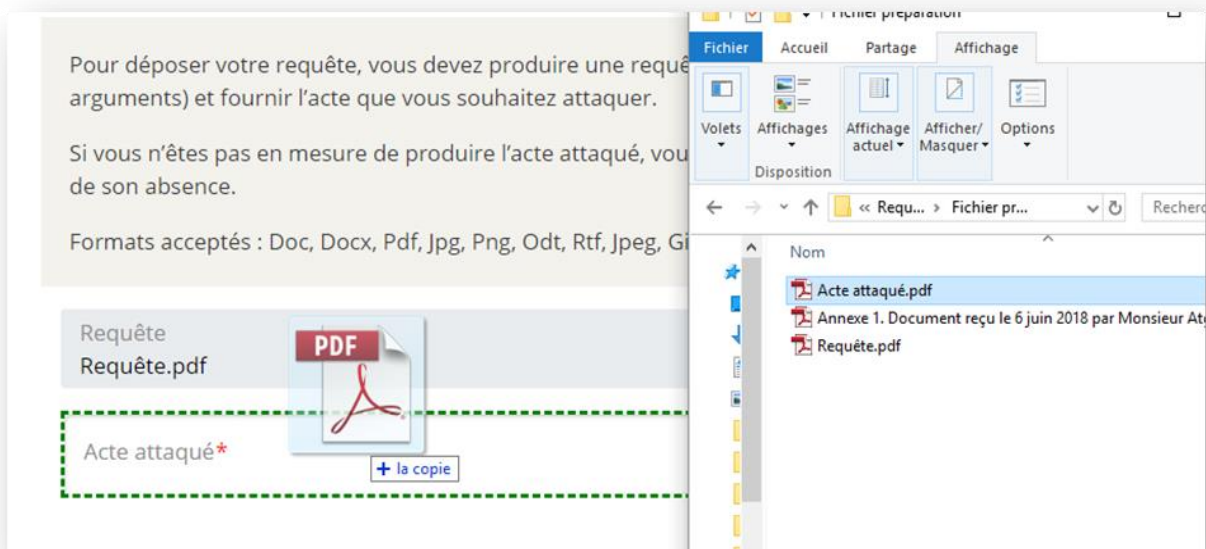 Pour déposer votre requête, vous devez produire une requê
arguments) et fournir l'acte que vous souhaitez attaquer.
Si vous n'êtes pas en mesure de produire l'acte attaqué, vou
de son absence.
Formats acceptés : Doc, Docx, Pdf, Jpg, Png, Odt, Rtf, Jpeg, Gi
Requête
Requête.pdf
PDF
Acte attaqué*
+ la copie
Fichier préparation
Fichier Accueil Partage Affichage
Volets Affichages Affichage actuel Afficher/ Masquer Options
Disposition
« Requ... › Fichier pr... Recherc
Nom
Acte attaqué.pdf
Annexe 1. Document reçu le 6 juin 2018 par Monsieur At
Requête.pdf